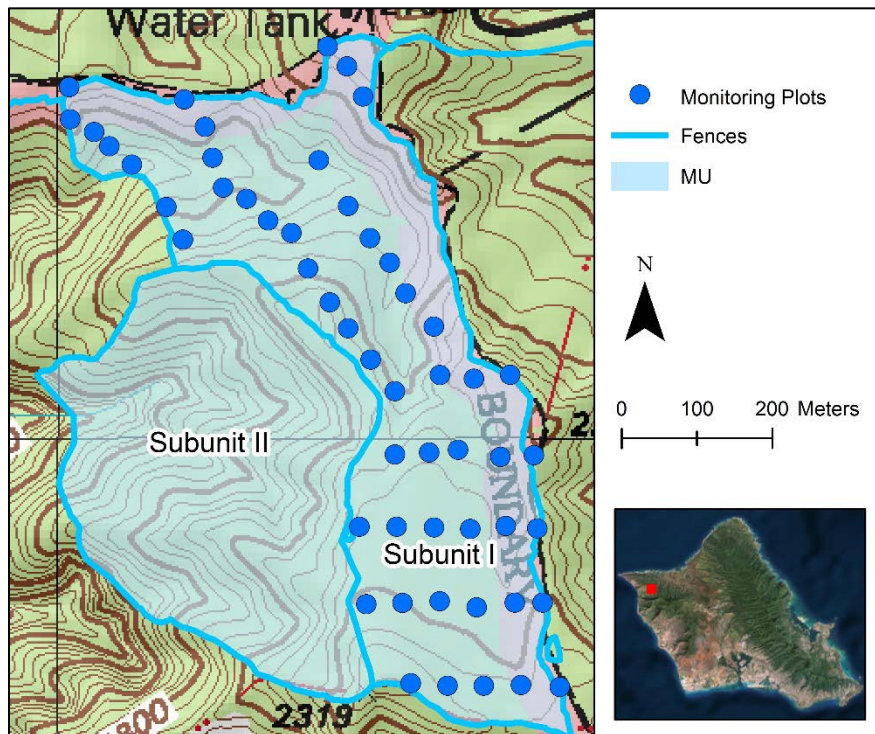 Water Tank
Monitoring Plots
Fences
MU
N
0 100 200 Meters
BOUNDARY
Subunit II
Subunit I
2319